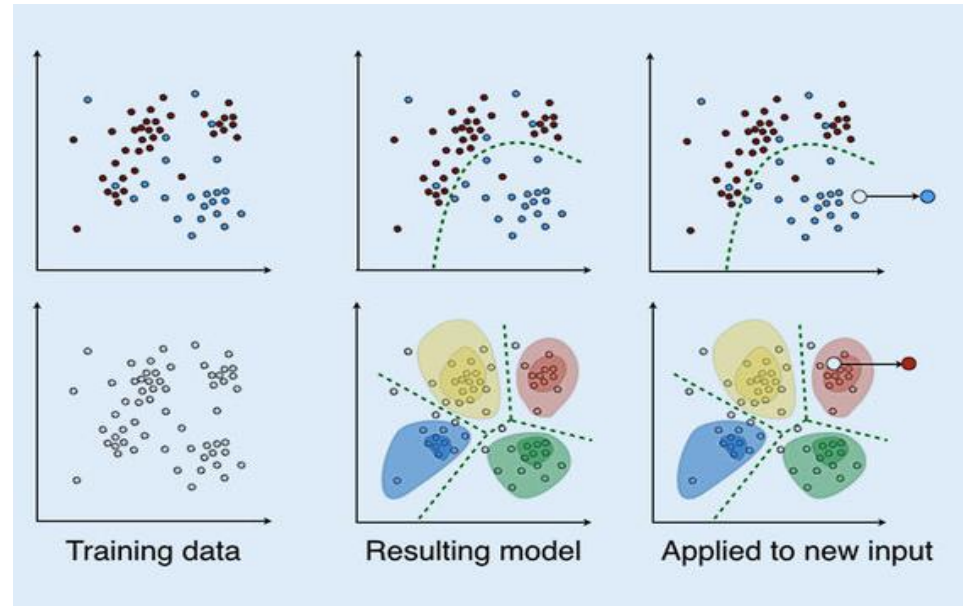 Training data
Resulting model
Applied to new input